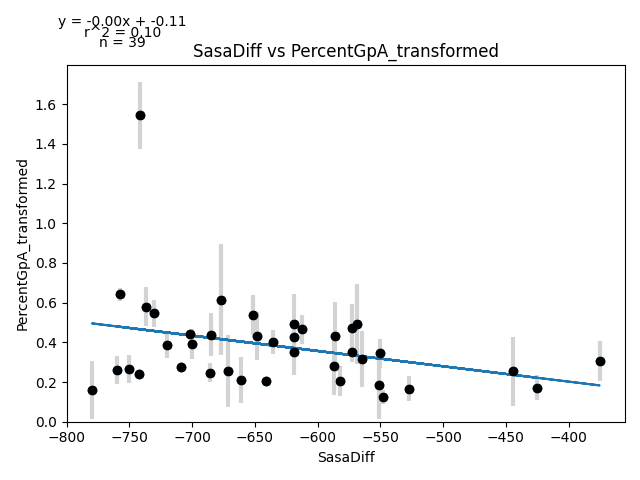 y = -0.00x + -0.11
r^2 = 0.10
n = 39
SasaDiff vs PercentGpA_transformed
PercentGpA_transformed
1.6
1.4
1.2
1.0
0.8
0.6
0.4
0.2
0.0
−800 −750 −700 −650 −600 −550 −500 −450 −400
SasaDiff